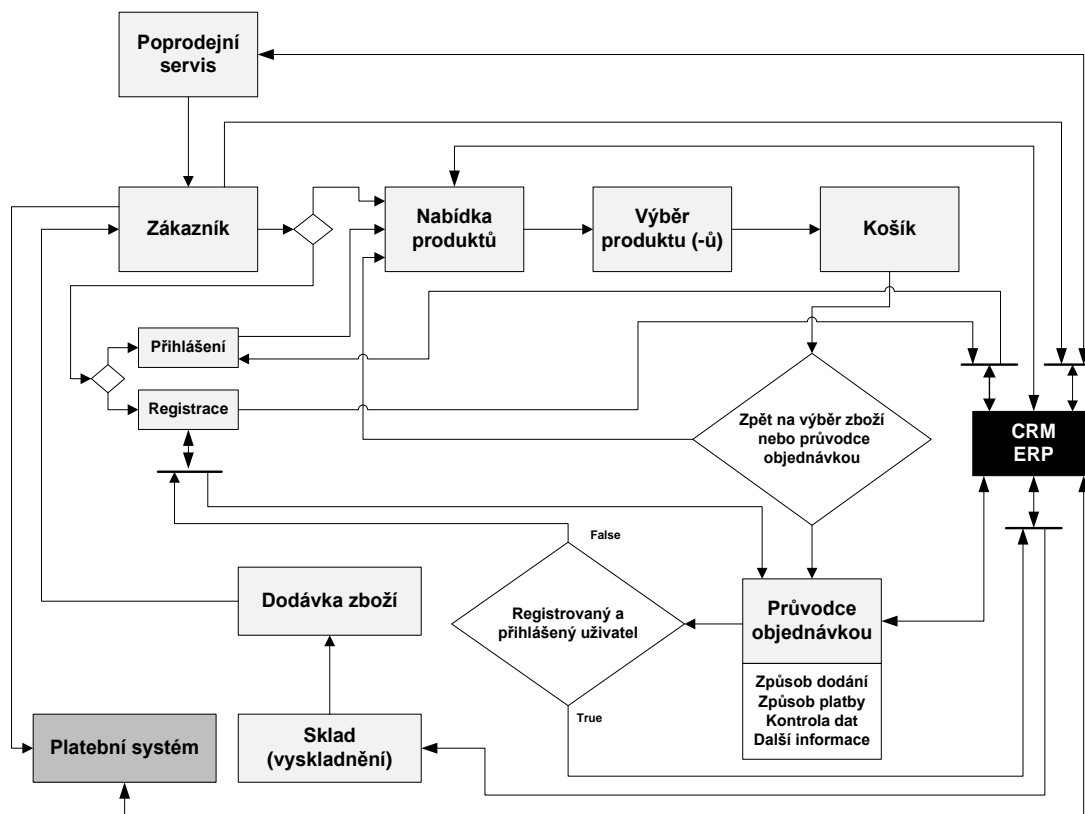 Poprodejní
servis
Zákazník
Nabídka
produktů
Výběr
produktu (-ů)
Košík
Přihlášení
Registrace
Zpět na výběr zboží
nebo průvodce
objednávkou
CRM
ERP
False
Dodávka zboží
Registrovaný a
přihlášený uživatel
Průvodce
objednávkou
Způsob dodání
Způsob platby
Kontrola dat
Další informace
True
Platební systém
Sklad
(vyskladnění)